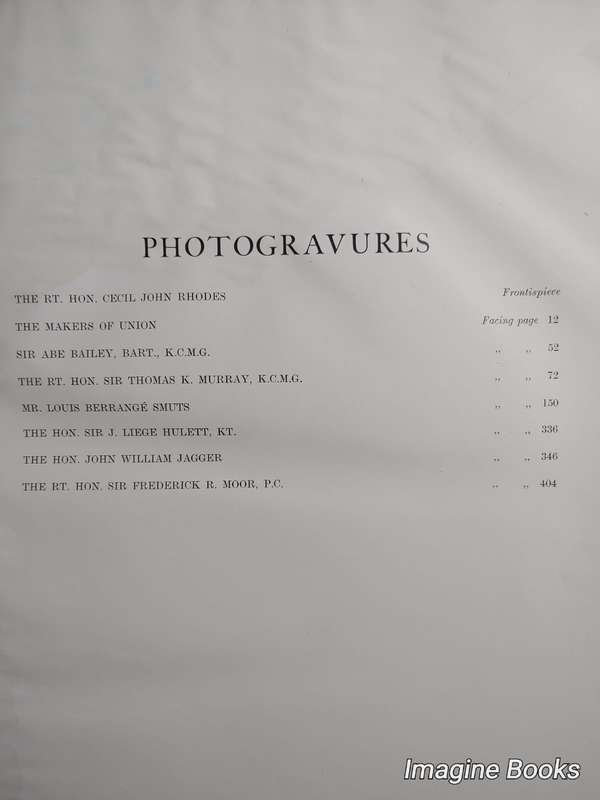 PHOTOGRAVURES
THE RT. HON. CECIL JOHN RHODES Frontispiece
THE MAKERS OF UNION Facing page 12
SIR ABE BAILEY, BART., K.C.M.G. ,, ,, 52
THE RT. HON. SIR THOMAS K. MURRAY, K.C.M.G. ,, ,, 72
MR. LOUIS BERRANGÉ SMUTS ,, ,, 150
THE HON. SIR J. LIEGE HULETT, KT. ,, ,, 336
THE HON. JOHN WILLIAM JAGGER ,, ,, 346
THE RT. HON. SIR FREDERICK R. MOOR, P.C. ,, ,, 404
Imagine Books